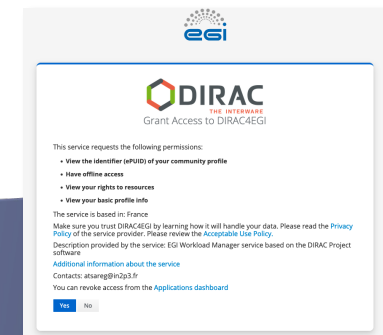 egi
DIRAC
THE INTERWARE
Grant Access to DIRAC4EGI
This service requests the following permissions:
• View the identifier (ePUID) of your community profile
• Have offline access
• View your rights to resources
• View your basic profile info
The service is based in: France
Make sure you trust DIRAC4EGI by learning how it will handle your data. Please read the Privacy
Policy of the service provider. Please review the Acceptable Use Policy.
Description provided by the service: EGI Workload Manager service based on the DIRAC Project
software
Additional information about the service
Contacts: atsareg@in2p3.fr
You can revoke access from the Applications dashboard
Yes No